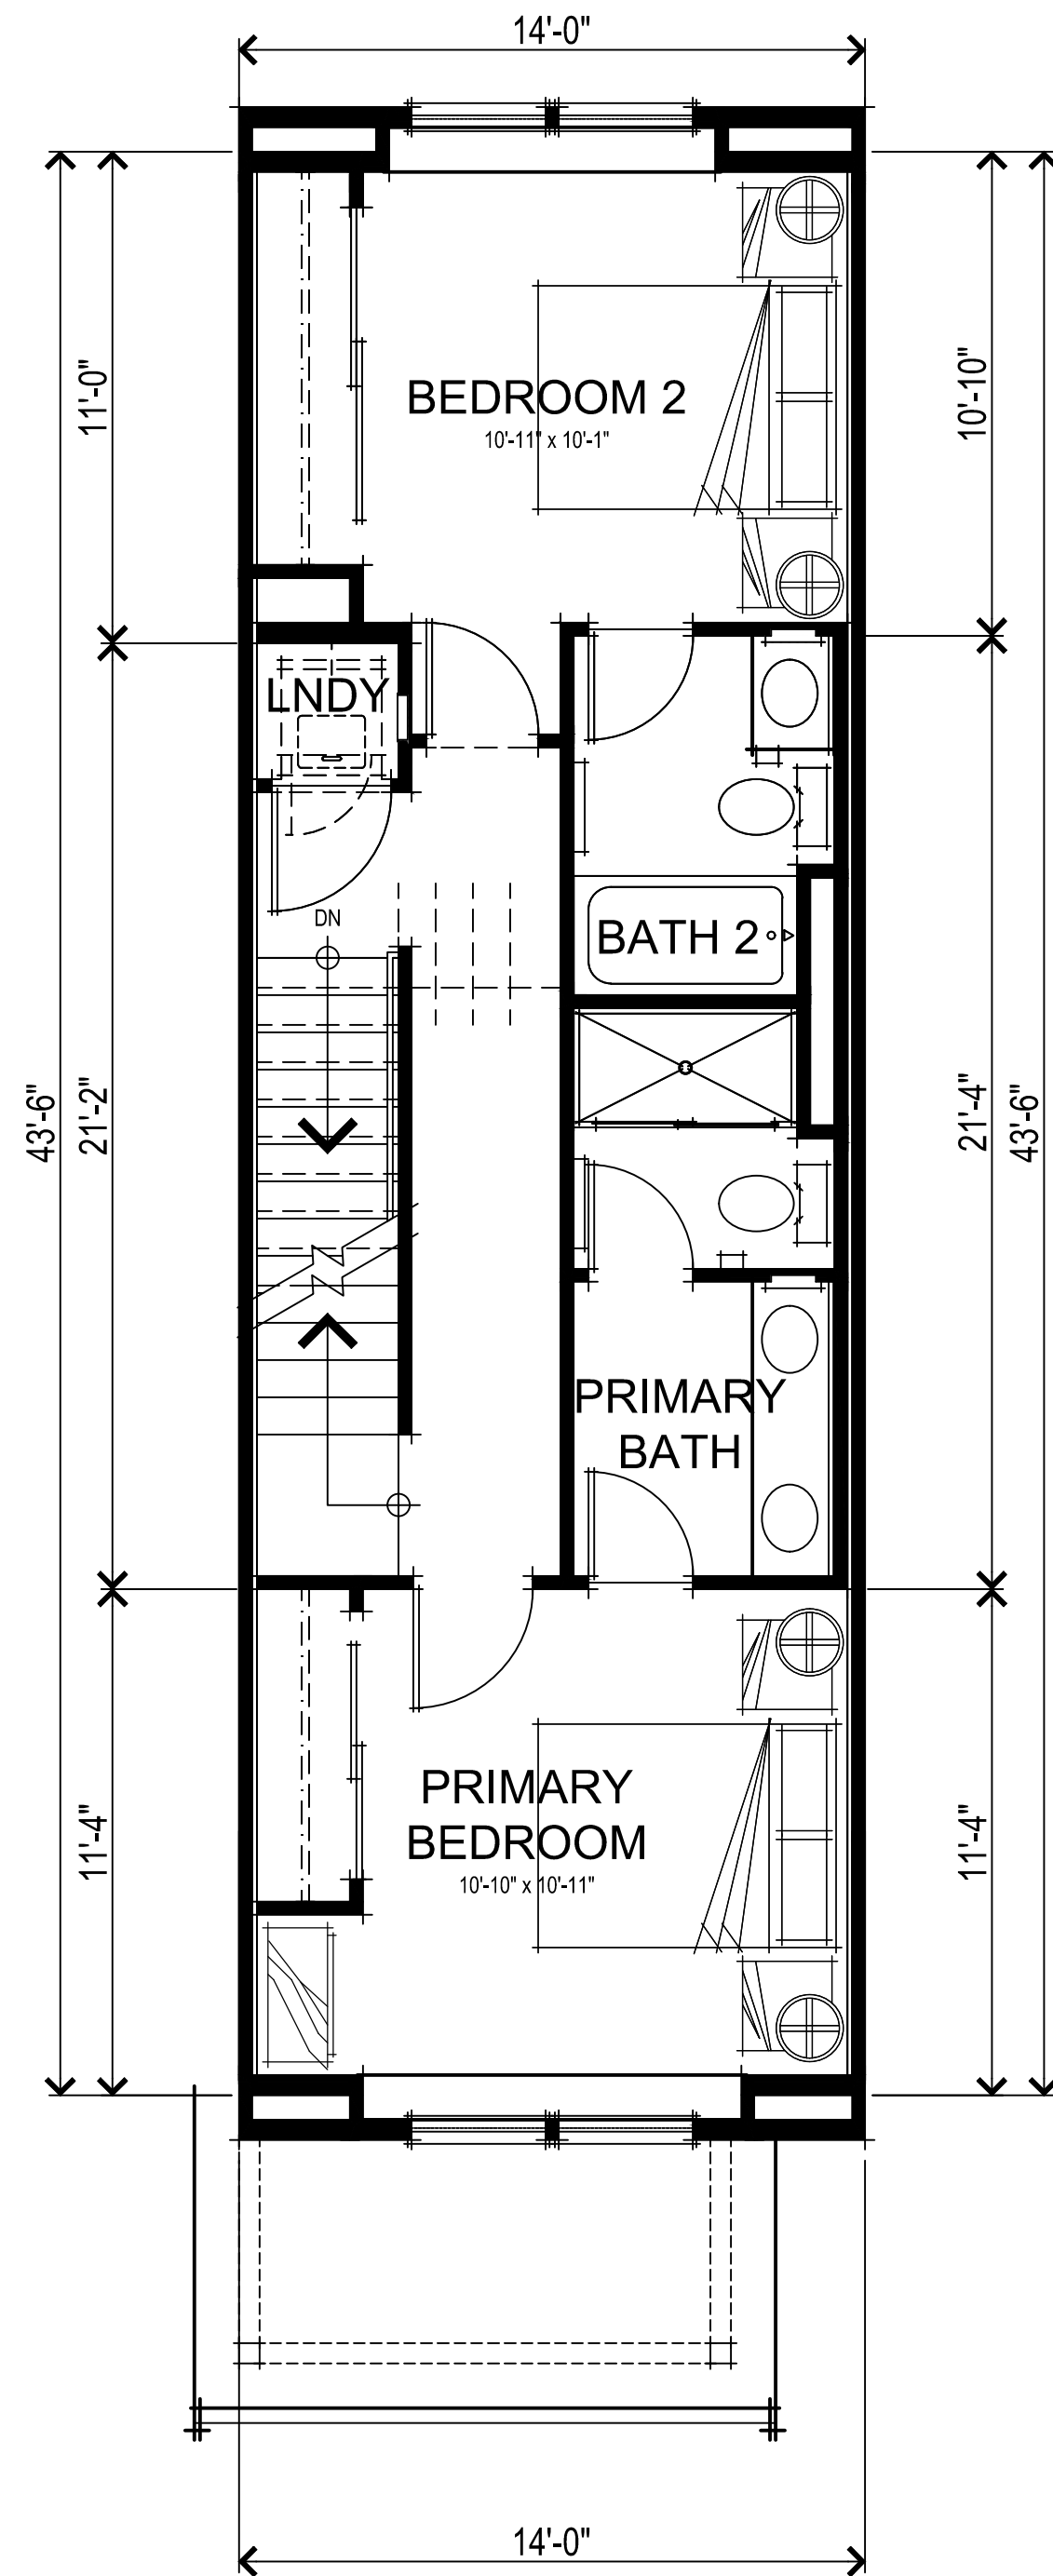 14'-0"
11'-0"
10'-10"
BEDROOM 2
10'-11" x 10'-1"
LNDY
DN
BATH 2
43'-6"
21'-2"
21'-4"
43'-6"
PRIMARY
BATH
PRIMARY
BEDROOM
10'-10" x 10'-11"
11'-4"
11'-4"
14'-0"